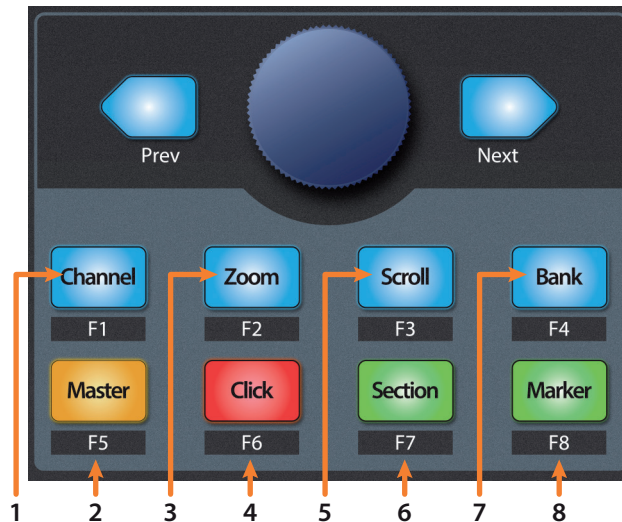 Prev Next
Channel Zoom Scroll Bank
F1 F2 F3 F4
Master Click Section Marker
F5 F6 F7 F8
1 2 3 4 5 6 7 8